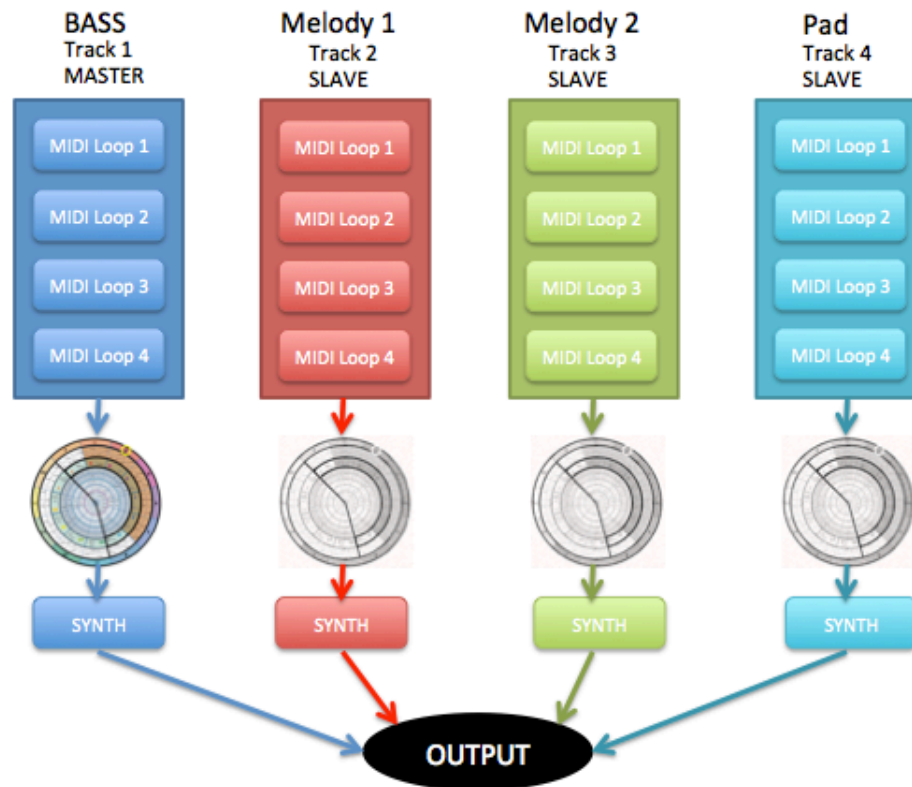 BASS
Track 1
MASTER
Melody 1
Track 2
SLAVE
Melody 2
Track 3
SLAVE
Pad
Track 4
SLAVE
MIDI Loop 1
MIDI Loop 2
MIDI Loop 3
MIDI Loop 4
MIDI Loop 1
MIDI Loop 2
MIDI Loop 3
MIDI Loop 4
MIDI Loop 1
MIDI Loop 2
MIDI Loop 3
MIDI Loop 4
MIDI Loop 1
MIDI Loop 2
MIDI Loop 3
MIDI Loop 4
SYNTH
SYNTH
SYNTH
SYNTH
OUTPUT